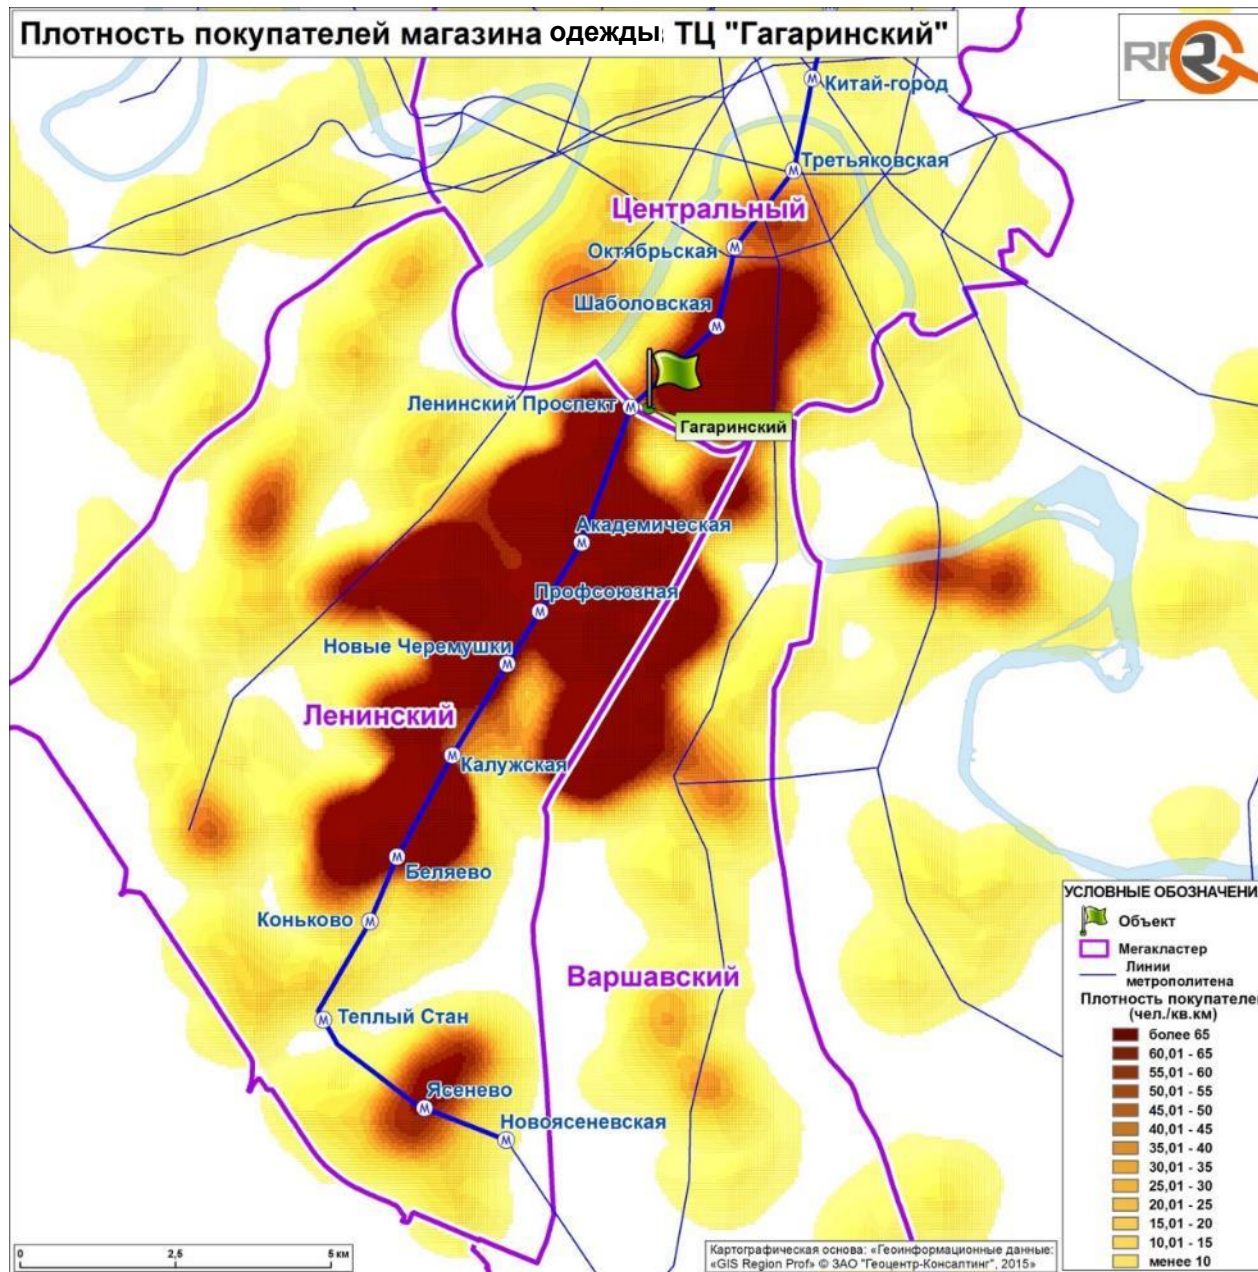 Плотность покупателей магазина одежды ТЦ "Гагаринский"
RRG
Китай-город
Третьяковская
Центральный
Октябрьская
Шаболовская
Ленинский Проспект
Гагаринский
Академическая
Профсоюзная
Новые Черемушки
Ленинский
Калужская
Беляево
Коньково
Варшавский
Теплый Стан
Ясенево
Новоясеневская
УСЛОВНЫЕ ОБОЗНАЧЕНИ
Объект
Мегакластер
Линии
метрополитена
Плотность покупателе
(чел./кв.км)
более 65
60,01 - 65
55,01 - 60
50,01 - 55
45,01 - 50
40,01 - 45
35,01 - 40
30,01 - 35
25,01 - 30
20,01 - 25
15,01 - 20
10,01 - 15
менее 10
0 2,5 5 км
Картографическая основа: «Геоинформационные данные:
«GIS Region Prof» © ЗАО "Геоцентр-Консалтинг", 2015»